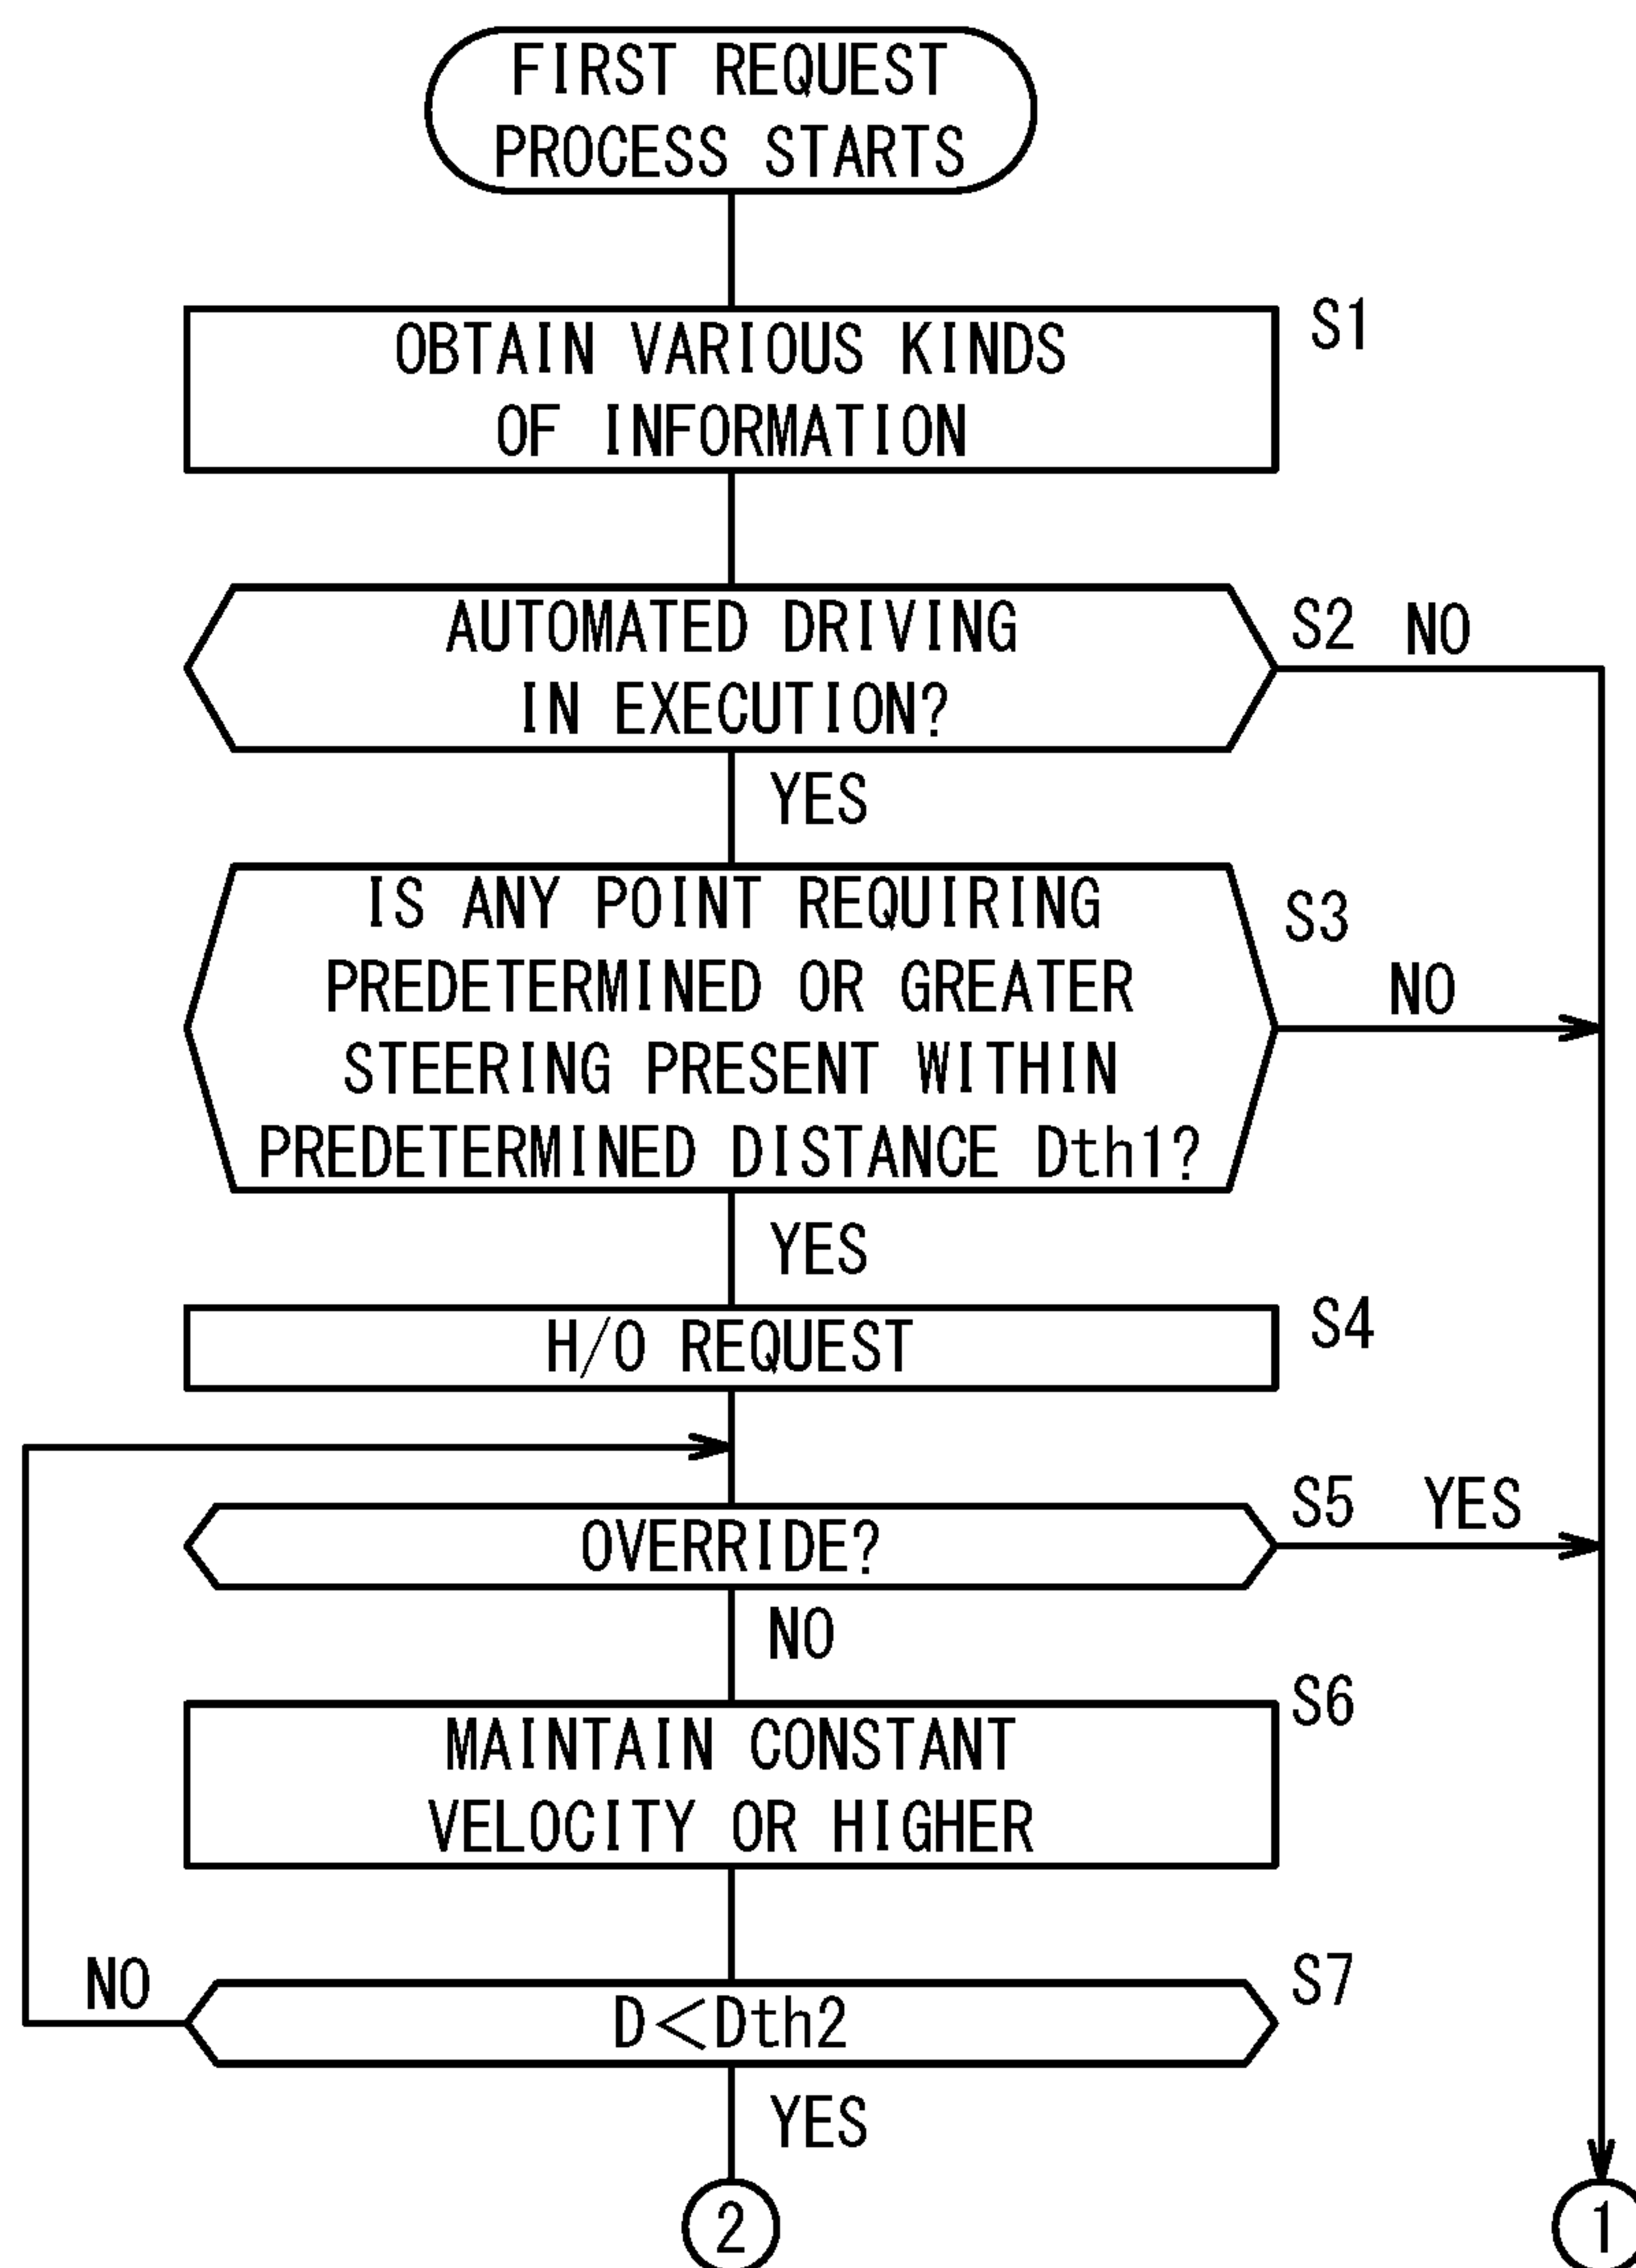 FIRST REQUEST
PROCESS STARTS
OBTAIN VARIOUS KINDS
OF INFORMATION
S1
AUTOMATED DRIVING
IN EXECUTION?
S2 NO
YES
IS ANY POINT REQUIRING
PREDETERMINED OR GREATER
STEERING PRESENT WITHIN
PREDETERMINED DISTANCE Dth1?
S3
NO
YES
H/O REQUEST
S4
OVERRIDE?
S5 YES
NO
MAINTAIN CONSTANT
VELOCITY OR HIGHER
S6
D<Dth2
S7
NO
YES
2
1